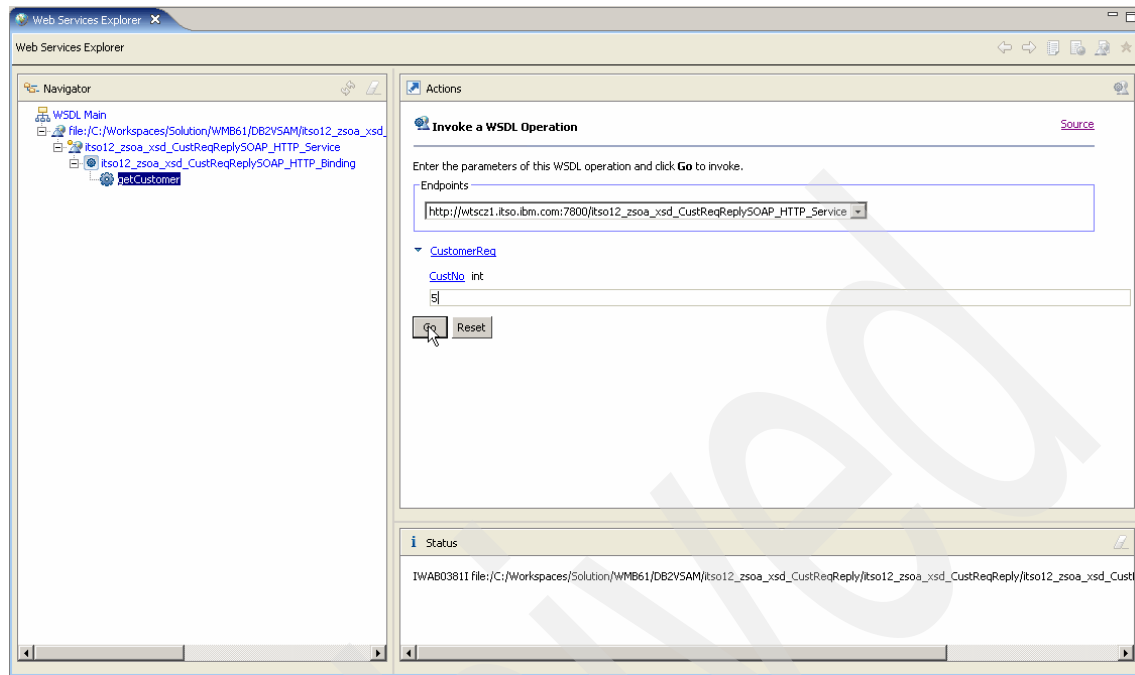 Web Services Explorer
Web Services Explorer
Navigator
WSDL Main
file:/C:/Workspaces/Solution/WMB61/DB2VSAM/itso12_zsoa_xsd_
itso12_zsoa_xsd_CustReqReplySOAP_HTTP_Service
itso12_zsoa_xsd_CustReqReplySOAP_HTTP_Binding
getCustomer
Actions
Invoke a WSDL Operation
Source
Enter the parameters of this WSDL operation and click Go to invoke.
Endpoints
http://wtscz1.itso.ibm.com:7800/itso12_zsoa_xsd_CustReqReplySOAP_HTTP_Service
CustomerReq
CustNo int
5
Go Reset
i Status
IWAB0381I file:/C:/Workspaces/Solution/WMB61/DB2VSAM/itso12_zsoa_xsd_CustReqReply/itso12_zsoa_xsd_CustReqReply/itso12_zsoa_xsd_Cust